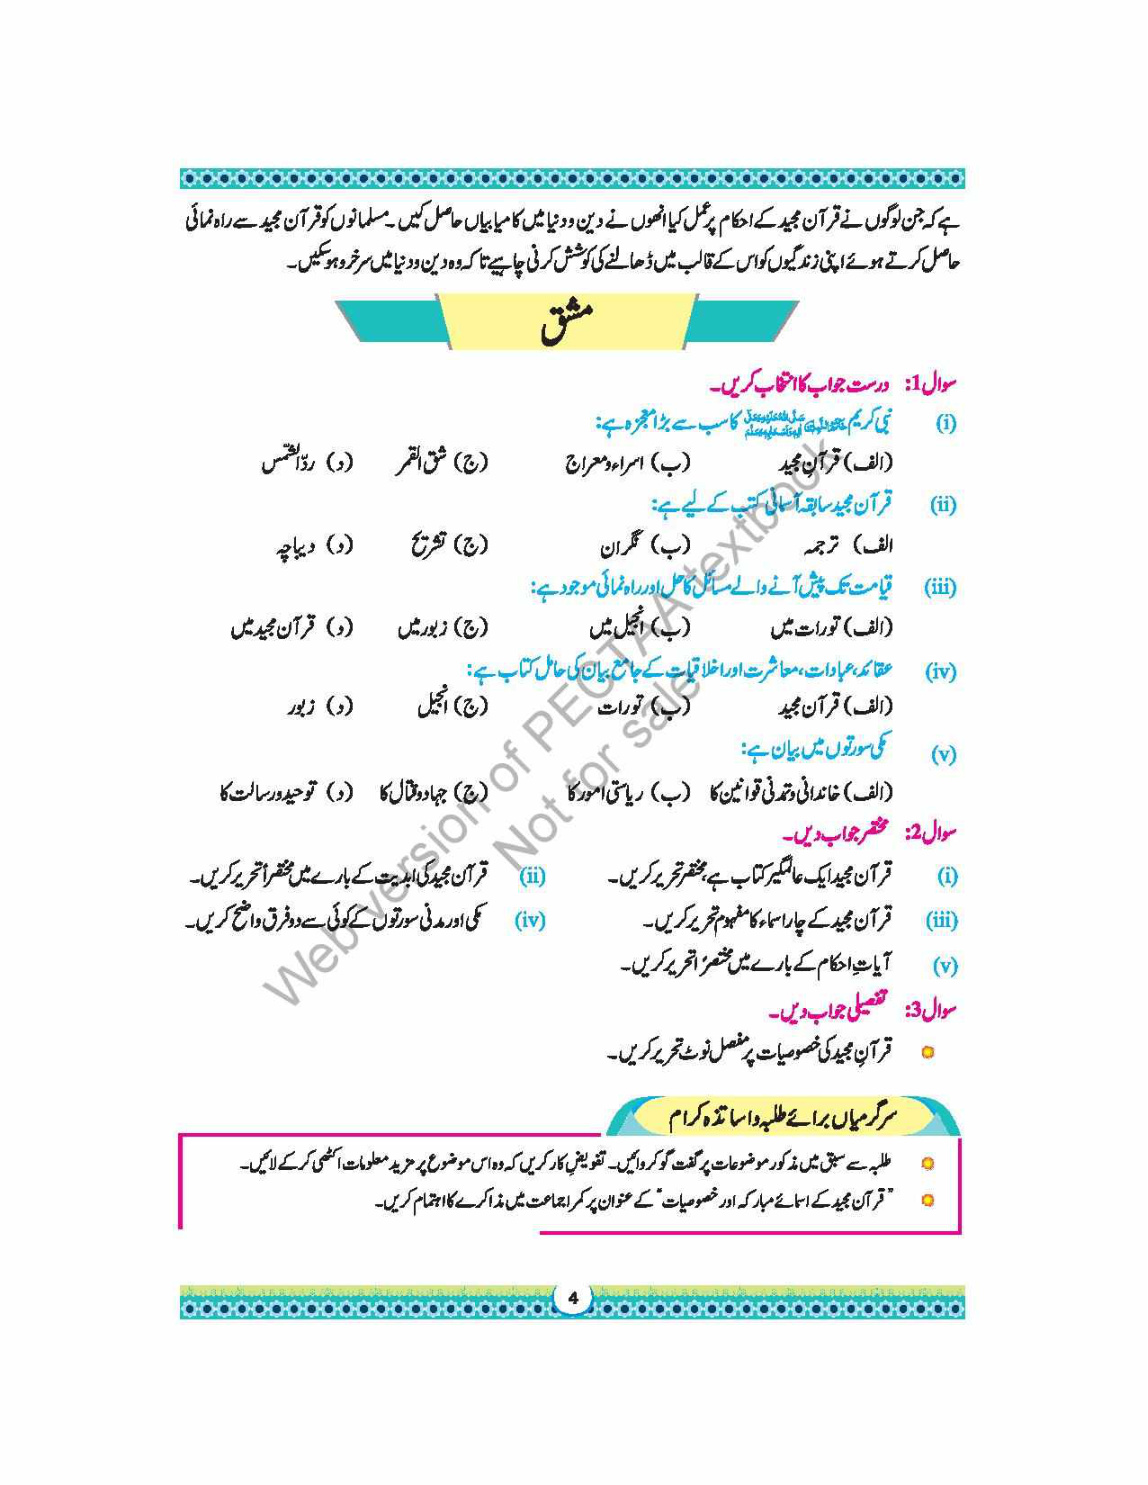 ہے کہ جن لوگوں نے قرآن مجید کے احکام پر عمل کیا انھوں نے دین و دنیا میں کامیابیاں حاصل کیں۔ مسلمانوں کو قرآن مجید سے راہ نمائی
حاصل کرتے ہوئے اپنی زندگیوں کو اس کے قالب میں ڈھالنے کی کوشش کرنی چاہیے تاکہ وہ دین و دنیا میں سرخرو ہو سکیں۔
مشق
سوال 1: درست جواب کا انتخاب کریں۔
(i) نبی کریم کا سب سے بڑا معجزہ ہے:
(الف) قرآنِ مجید (ب) اسراء و معراج (ج) شق القمر (د) ردّ الشمس
(ii) قرآن مجید سابقہ آسمانی کتب کے لیے ہے:
الف) ترجمہ (ب) نگران (ج) تشریح (د) دیباچہ
(iii) قیامت تک پیش آنے والے مسائل کا حل اور راہ نمائی موجود ہے:
(الف) تورات میں (ب) انجیل میں (ج) زبور میں (د) قرآن مجید میں
(iv) عقائد، عبادات، معاشرت اور اخلاقیات کے جامع بیان کی حامل کتاب ہے:
(الف) قرآن مجید (ب) تورات (ج) انجیل (د) زبور
(v) مکی سورتوں میں بیان ہے:
(الف) خاندانی و تمدنی قوانین کا (ب) ریاستی امور کا (ج) جہاد و قتال کا (د) توحید و رسالت کا
سوال 2: مختصر جواب دیں۔
(i) قرآن مجید ایک عالمگیر کتاب ہے، مختصر تحریر کریں۔ (ii) قرآن مجید کی ابدیت کے بارے میں مختصراً تحریر کریں۔
(iii) قرآن مجید کے چار اسماء کا مفہوم تحریر کریں۔ (iv) مکی اور مدنی سورتوں کے کوئی سے دو فرق واضح کریں۔
(v) آیاتِ احکام کے بارے میں مختصرً ا تحریر کریں۔
سوال 3: تفصیلی جواب دیں۔
قرآنِ مجید کی خصوصیات پر مفصل نوٹ تحریر کریں۔
سرگرمیاں برائے طلبہ و اساتذہ کرام
طلبہ سے سبق میں مذکور موضوعات پر گفت گو کروائیں۔ تفویضِ کار کریں کہ وہ اس موضوع پر مزید معلومات اکٹھی کر کے لائیں۔
"قرآن مجید کے اسمائے مبارکہ اور خصوصیات" کے عنوان پر کمرا جماعت میں مذاکرے کا اہتمام کریں۔
4
Web version of PECTAA textbook
Not for sale